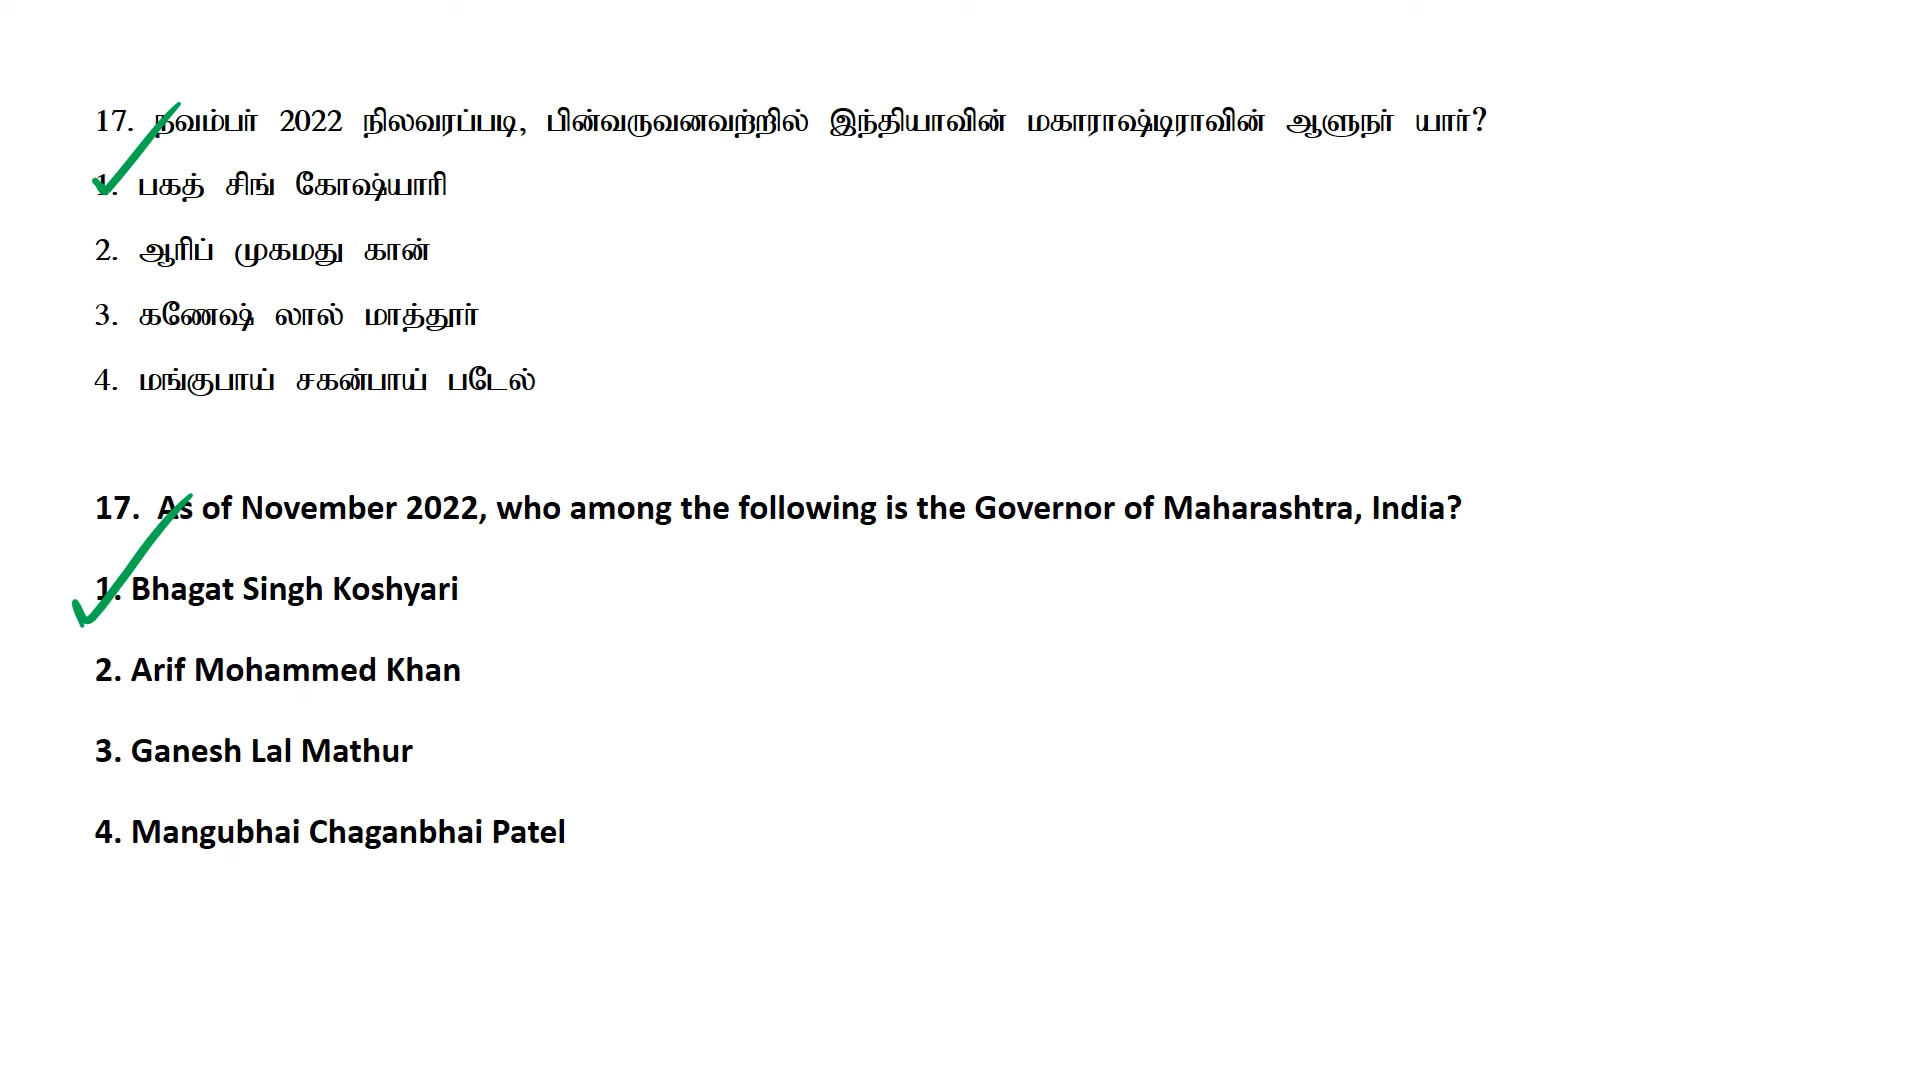 17. நவம்பர் 2022 நிலவரப்படி, பின்வருவனவற்றில் இந்தியாவின் மகாராஷ்டிராவின் ஆளுநர் யார்?
1. பகத் சிங் கோஷ்யாரி
2. ஆரிப் முகமது கான்
3. கணேஷ் லால் மாத்தூர்
4. மங்குபாய் சகன்பாய் படேல்
17. As of November 2022, who among the following is the Governor of Maharashtra, India?
1. Bhagat Singh Koshyari
2. Arif Mohammed Khan
3. Ganesh Lal Mathur
4. Mangubhai Chaganbhai Patel